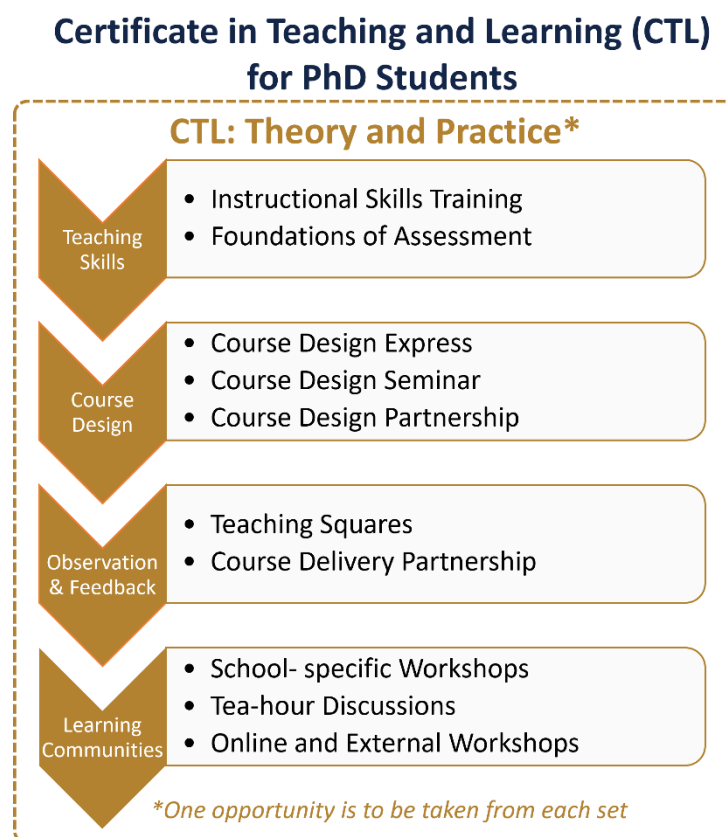 Certificate in Teaching and Learning (CTL)
for PhD Students
CTL: Theory and Practice*
Teaching
Skills
• Instructional Skills Training
• Foundations of Assessment
Course
Design
• Course Design Express
• Course Design Seminar
• Course Design Partnership
Observation
& Feedback
• Teaching Squares
• Course Delivery Partnership
Learning
Communities
• School- specific Workshops
• Tea-hour Discussions
• Online and External Workshops
*One opportunity is to be taken from each set